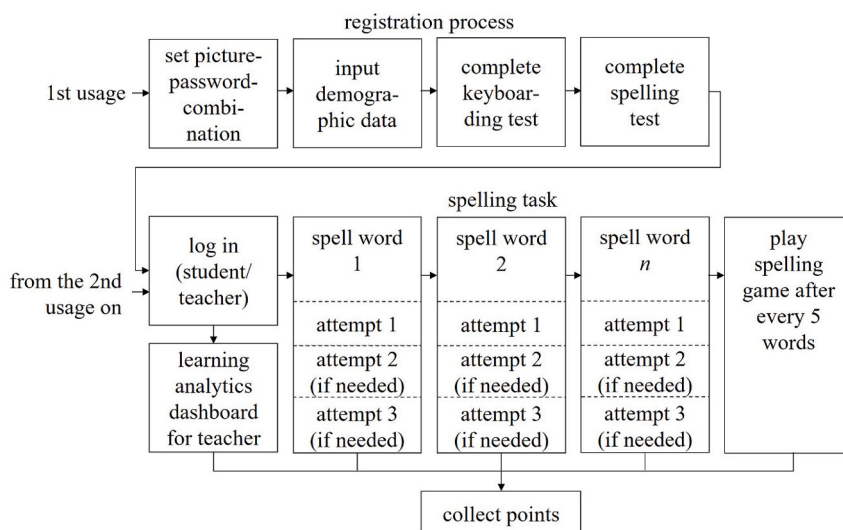 registration process
1st usage
set picture-
password-
combi-
nation
input
demogra-
phic data
complete
keyboar-
ding test
complete
spelling
test
spelling task
from the 2nd
usage on
log in
(student/
teacher)
learning
analytics
dashboard
for teacher
spell word
1
attempt 1
attempt 2
(if needed)
attempt 3
(if needed)
spell word
2
attempt 1
attempt 2
(if needed)
attempt 3
(if needed)
spell word
n
attempt 1
attempt 2
(if needed)
attempt 3
(if needed)
play
spelling
game after
every 5
words
collect points